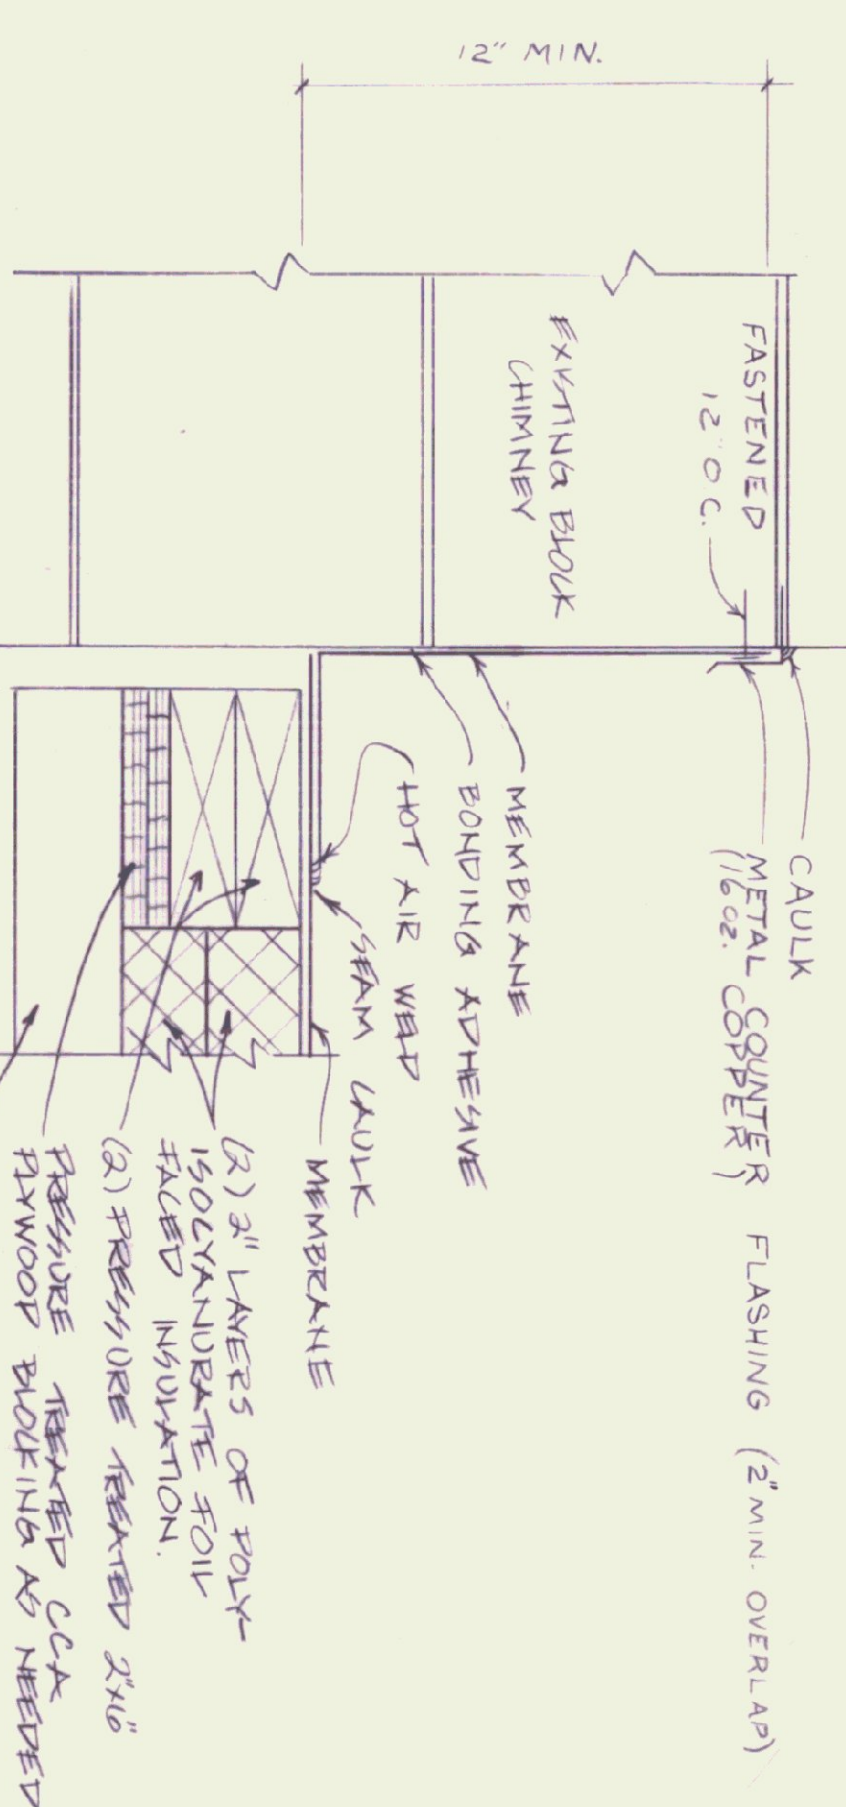 12" MIN.
FASTENED
12" O C.
EXISTING BLOCK
CHIMNEY
CAULK
METAL COUNTER FLASHING (2" MIN. OVERLAP)
(16 OZ. COPPER)
MEMBRANE
BONDING ADHESIVE
HOT AIR WELD
SEAM CAULK
MEMBRANE
(2) 2" LAYERS OF POLY-
ISOCYANURATE FOIL
FACED INSULATION.
(2) PRESSURE TREATED 2"X6"
PRESSURE TREATED CCA
PLYWOOD BLOCKING AS NEEDED